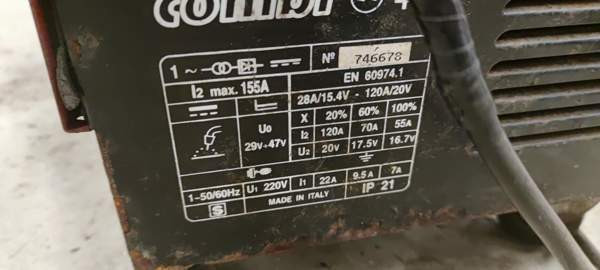 combi 4
1 ~ Nº 746678
I2 max. 155A EN 60974.1
28A/15.4V - 120A/20V
X 20% 60% 100%
Uo I2 120A 70A 55A
29V-47V U2 20V 17.5V 16.7V
1~50/60Hz U1 220V I1 22A 9.5A 7A
S MADE IN ITALY IP 21